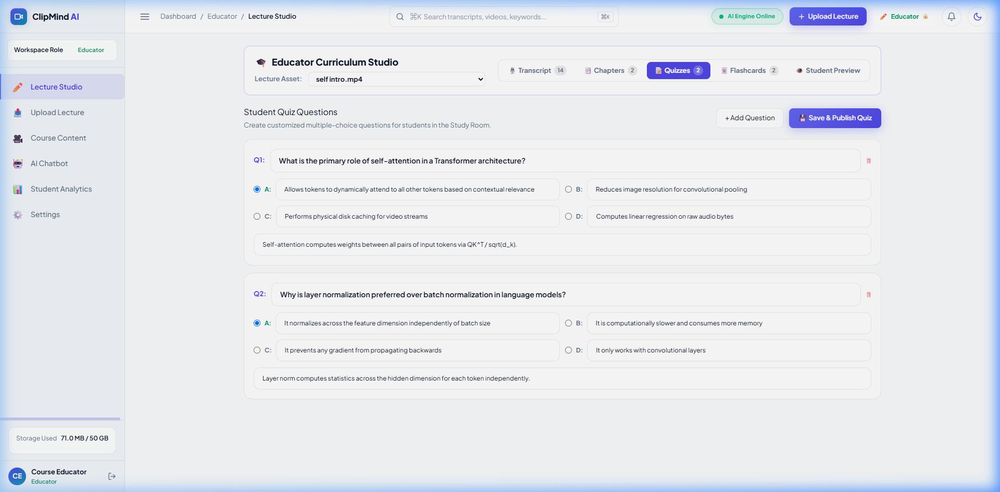 ClipMind AI
Dashboard / Educator / Lecture Studio
⌘K Search transcripts, videos, keywords...
⌘K
AI Engine Online
+ Upload Lecture
Educator
Workspace Role Educator
Lecture Studio
Upload Lecture
Course Content
AI Chatbot
Student Analytics
Settings
Storage Used 71.0 MB / 50 GB
CE
Course Educator
Educator
Educator Curriculum Studio
Lecture Asset: self intro.mp4
Transcript 14
Chapters 2
Quizzes 2
Flashcards 2
Student Preview
Student Quiz Questions
Create customized multiple-choice questions for students in the Study Room.
+ Add Question
Save & Publish Quiz
Q1: What is the primary role of self-attention in a Transformer architecture?
A: Allows tokens to dynamically attend to all other tokens based on contextual relevance
B: Reduces image resolution for convolutional pooling
C: Performs physical disk caching for video streams
D: Computes linear regression on raw audio bytes
Self-attention computes weights between all pairs of input tokens via QK^T / sqrt(d_k).
Q2: Why is layer normalization preferred over batch normalization in language models?
A: It normalizes across the feature dimension independently of batch size
B: It is computationally slower and consumes more memory
C: It prevents any gradient from propagating backwards
D: It only works with convolutional layers
Layer norm computes statistics across the hidden dimension for each token independently.